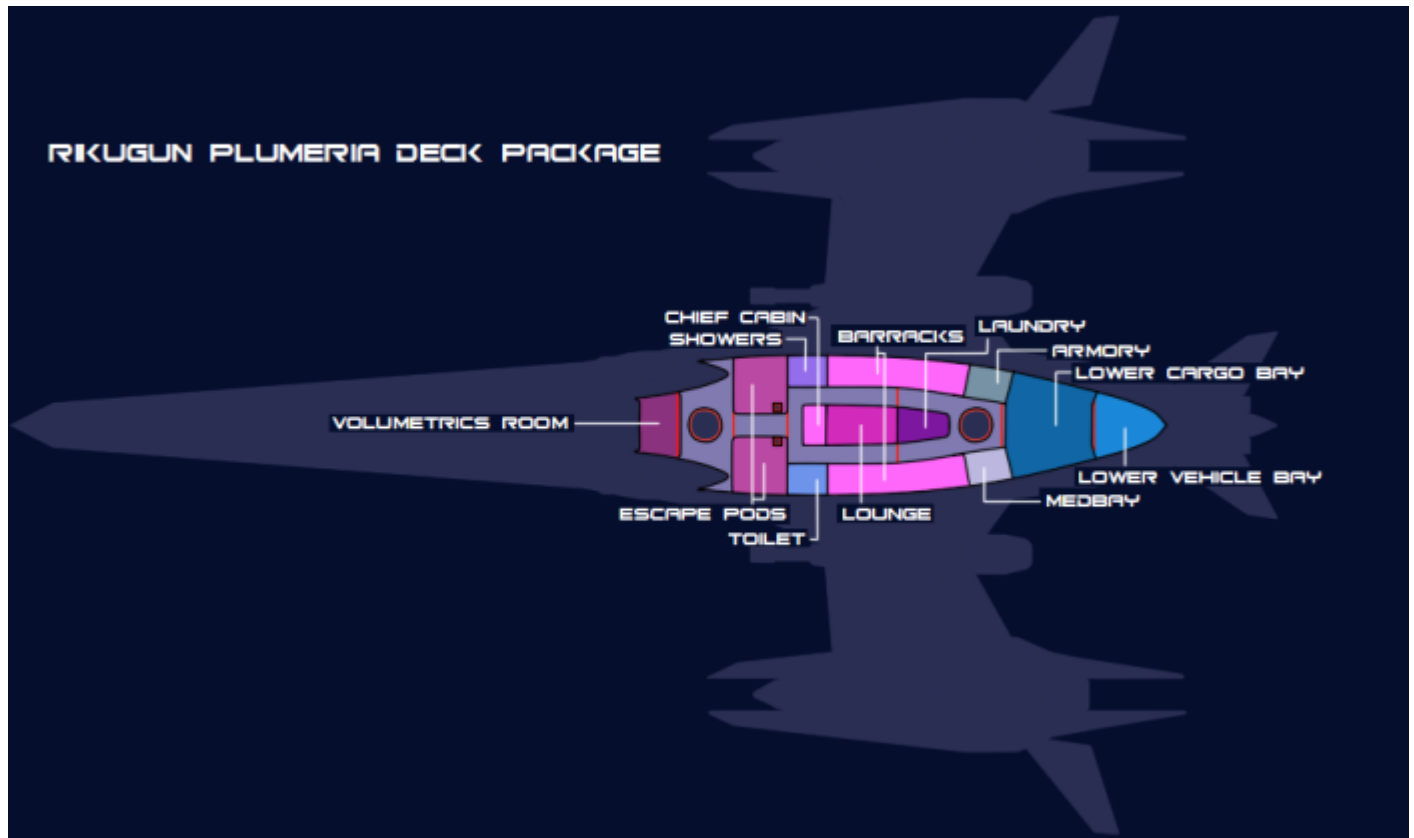 RIKUGUN PLUMERIA DECK PACKAGE
CHIEF CABIN
SHOWERS
BARRACKS
LAUNDRY
ARMORY
LOWER CARGO BAY
VOLUMETRICS ROOM
LOWER VEHICLE BAY
MEDBAY
ESCAPE PODS
LOUNGE
TOILET